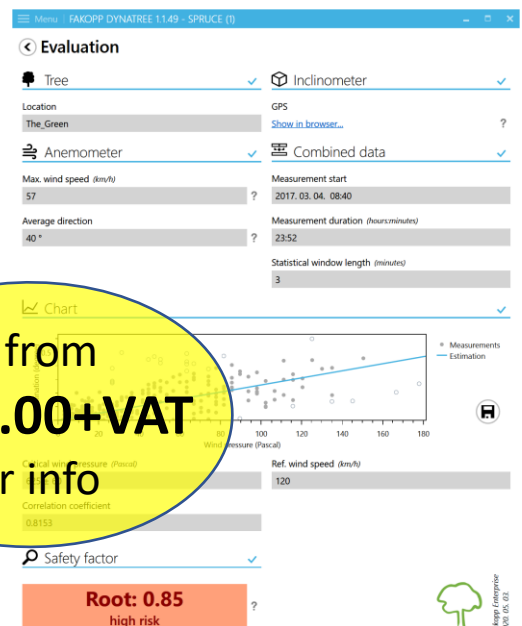 Menu | FAKOPP DYNATREE 1.1.49 - SPRUCE (1)
Evaluation
Tree
Location
The_Green
Inclinometer
GPS
Show in browser...
?
Anemometer
Max. wind speed (km/h)
57
?
Average direction
40 °
?
Combined data
Measurement start
2017. 03. 04. 08:40
Measurement duration (hours:minutes)
23:52
Statistical window length (minutes)
3
Chart
Measurements
Estimation
20 80 100 120 140 160 180
Wind pressure (Pascal)
from
.00+VAT
r info
Critical wind pressure (Pascal)
Ref. wind speed (km/h)
120
Correlation coefficient
0.8153
Safety factor
Root: 0.85
high risk
?
kopp Enterprise